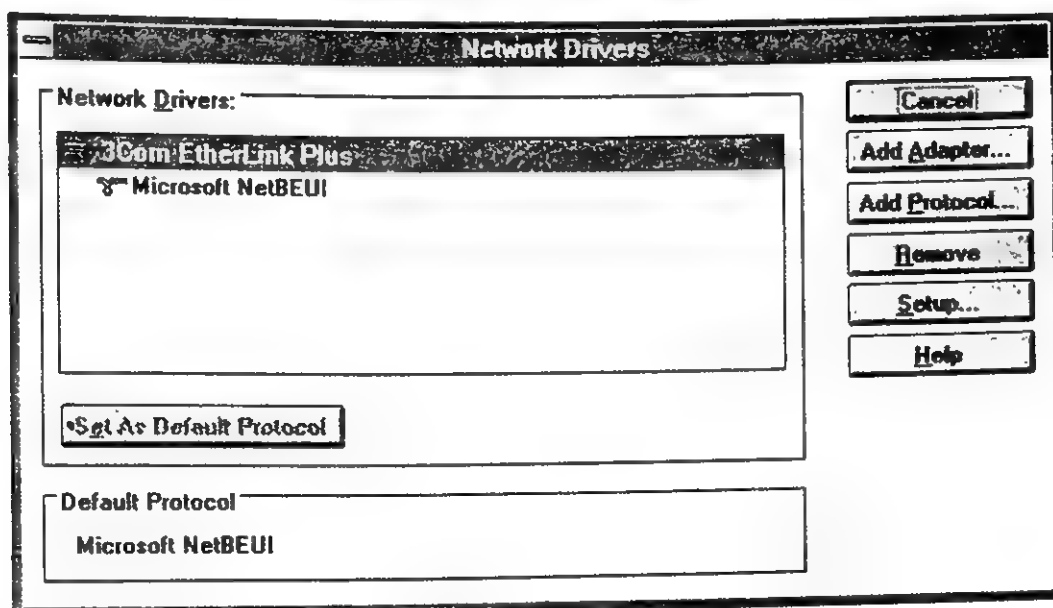 Network Drivers
Network Drivers:
3Com EtherLink Plus
Microsoft NetBEUI
Set As Default Protocol
Default Protocol
Microsoft NetBEUI
Cancel
Add Adapter...
Add Protocol...
Remove
Setup...
Help